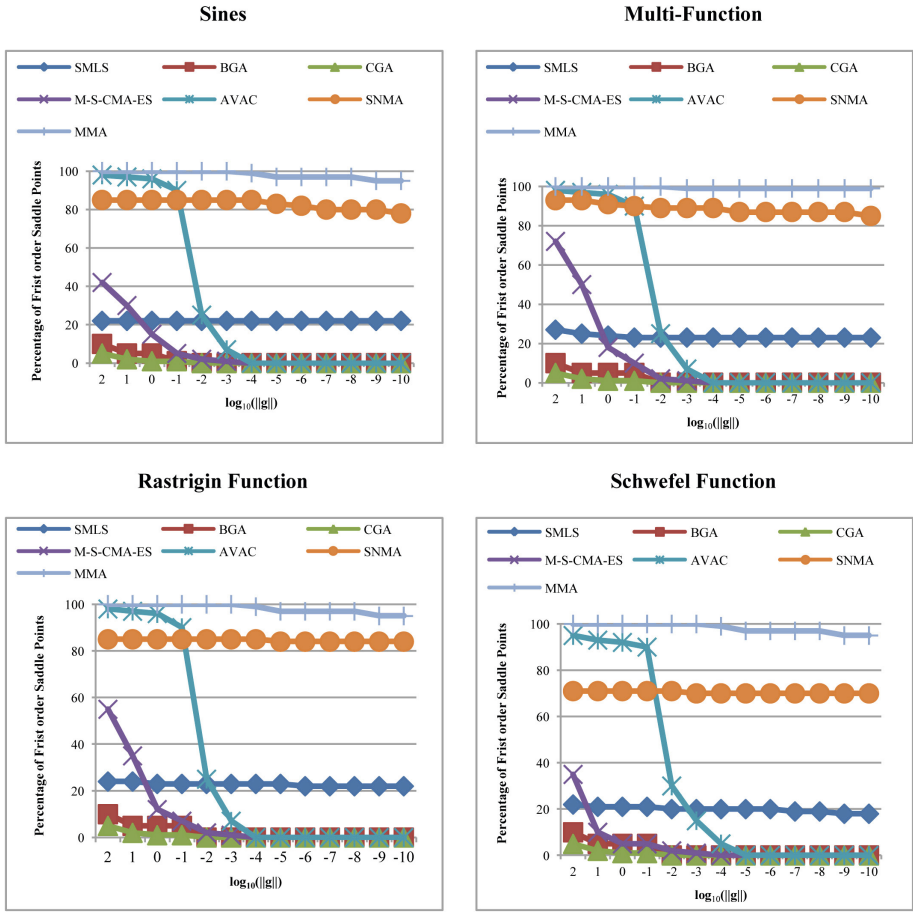 Sines
Multi-Function
SMLS BGA CGA
M-S-CMA-ES AVAC SNMA
MMA
Percentage of Frist order Saddle Points
100
80
60
40
20
0
2 1 0 -1 -2 -3 -4 -5 -6 -7 -8 -9 -10
log10(||g||)
SMLS BGA CGA
M-S-CMA-ES AVAC SNMA
MMA
Percentage of Frist order Saddle Points
100
80
60
40
20
0
2 1 0 -1 -2 -3 -4 -5 -6 -7 -8 -9 -10
log10(||g||)
Rastrigin Function
Schwefel Function
SMLS BGA CGA
M-S-CMA-ES AVAC SNMA
MMA
Percentage of Frist order Saddle Points
100
80
60
40
20
0
2 1 0 -1 -2 -3 -4 -5 -6 -7 -8 -9 -10
log10(||g||)
SMLS BGA CGA
M-S-CMA-ES AVAC SNMA
MMA
Percentage of Frist order Saddle Points
100
80
60
40
20
0
2 1 0 -1 -2 -3 -4 -5 -6 -7 -8 -9 -10
log10(||g||)